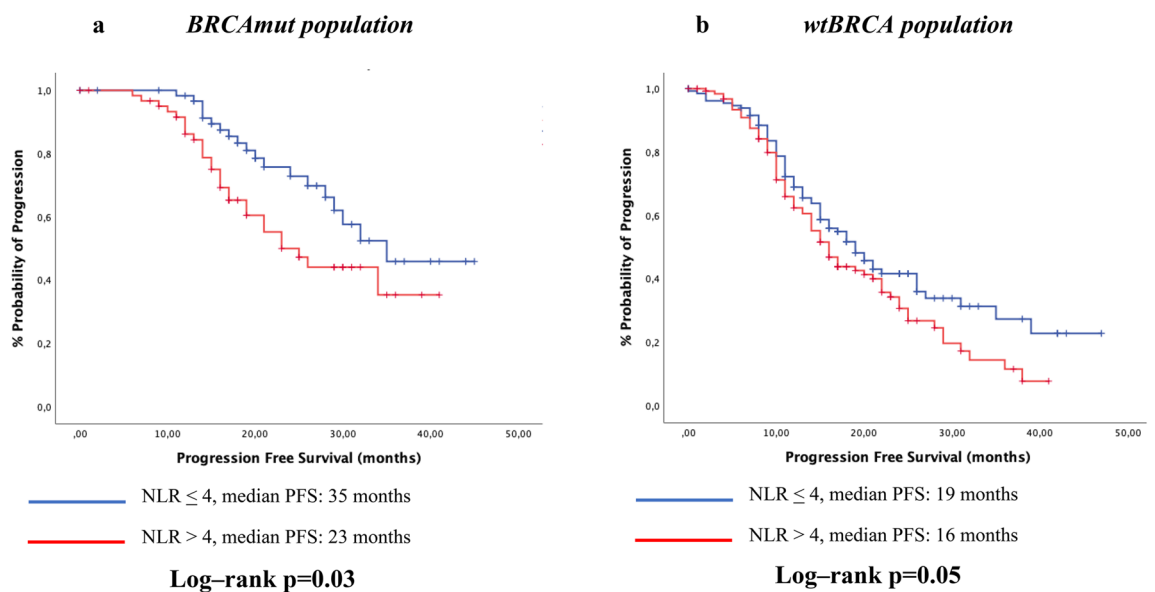 a BRCAmut population
% Probability of Progression
1,0
0,8
0,6
0,4
0,2
0,0
,00 10,00 20,00 30,00 40,00 50,00
Progression Free Survival (months)
NLR ≤ 4, median PFS: 35 months
NLR > 4, median PFS: 23 months
Log–rank p=0.03
b wtBRCA population
% Probability of Progression
1,0
0,8
0,6
0,4
0,2
0,0
,00 10,00 20,00 30,00 40,00 50,00
Progression Free Survival (months)
NLR ≤ 4, median PFS: 19 months
NLR > 4, median PFS: 16 months
Log–rank p=0.05